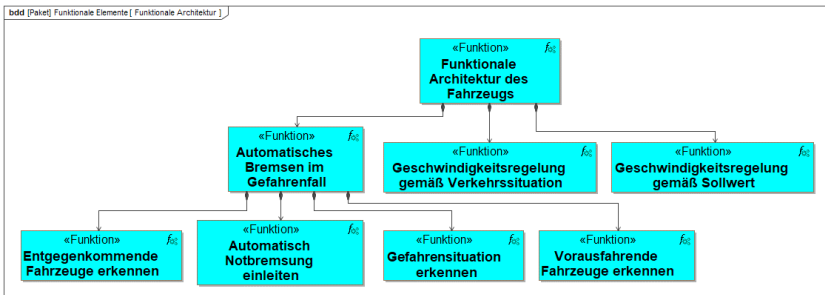 bdd [Paket] Funktionale Elemente [ Funktionale Architektur ]
«Funktion»
Funktionale
Architektur des
Fahrzeugs
«Funktion»
Automatisches
Bremsen im
Gefahrenfall
«Funktion»
Geschwindigkeitsregelung
gemäß Verkehrssituation
«Funktion»
Geschwindigkeitsregelung
gemäß Sollwert
«Funktion»
Entgegenkommende
Fahrzeuge erkennen
«Funktion»
Automatisch
Notbremsung
einleiten
«Funktion»
Gefahrensituation
erkennen
«Funktion»
Vorausfahrende
Fahrzeuge erkennen